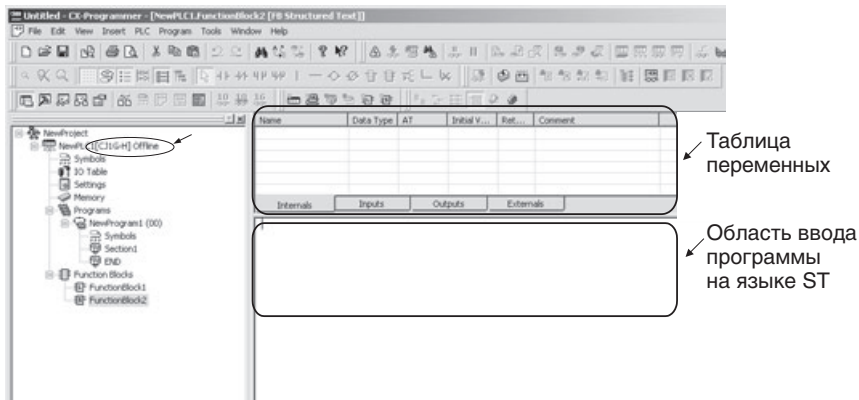 Untitled - CX-Programmer - [NewPLC1.FunctionBlock2 [FB Structured Text]]
File Edit View Insert PLC Program Tools Window Help
Name Data Type AT Initial V... Ret... Comment
Internals Inputs Outputs Externals
NewProject
NewPLC1[CJ1G-H] Offline
Symbols
IO Table
Settings
Memory
Programs
NewProgram1 (00)
Symbols
Section1
END
Function Blocks
FunctionBlock1
FunctionBlock2
Таблица
переменных
Область ввода
программы
на языке ST